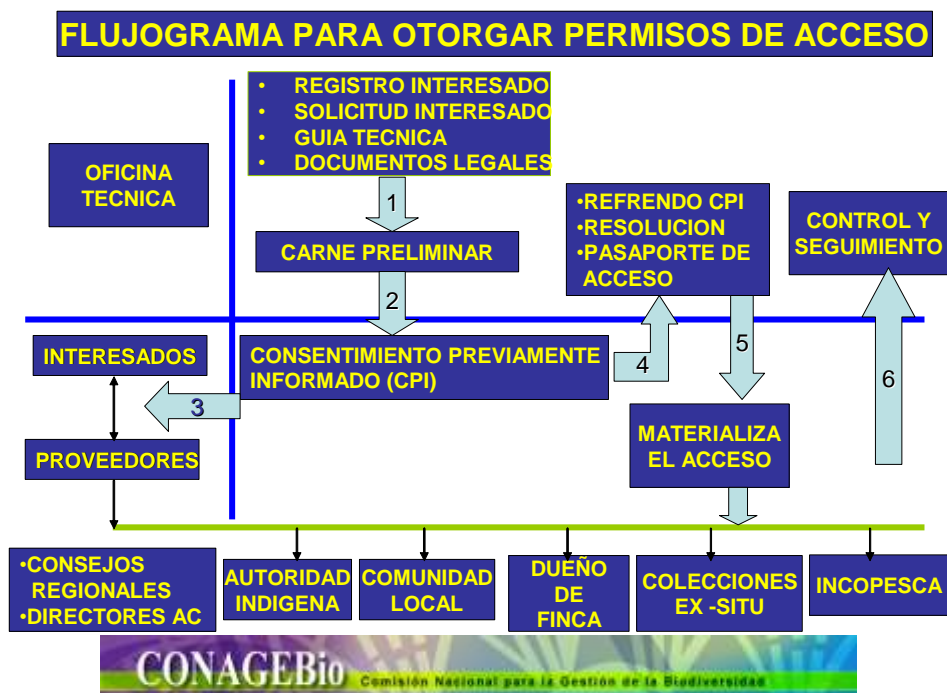 FLUJOGRAMA PARA OTORGAR PERMISOS DE ACCESO
• REGISTRO INTERESADO
• SOLICITUD INTERESADO
• GUIA TECNICA
• DOCUMENTOS LEGALES
OFICINA
TECNICA
1
CARNE PRELIMINAR
•REFRENDO CPI
•RESOLUCION
•PASAPORTE DE
ACCESO
CONTROL Y
SEGUIMIENTO
2
INTERESADOS
CONSENTIMIENTO PREVIAMENTE
INFORMADO (CPI)
4
5
6
3
PROVEEDORES
MATERIALIZA
EL ACCESO
•CONSEJOS
REGIONALES
•DIRECTORES AC
AUTORIDAD
INDIGENA
COMUNIDAD
LOCAL
DUEÑO
DE
FINCA
COLECCIONES
EX -SITU
INCOPESCA
CONAGEBio Comisión Nacional para la Gestión de la Biodiversidad